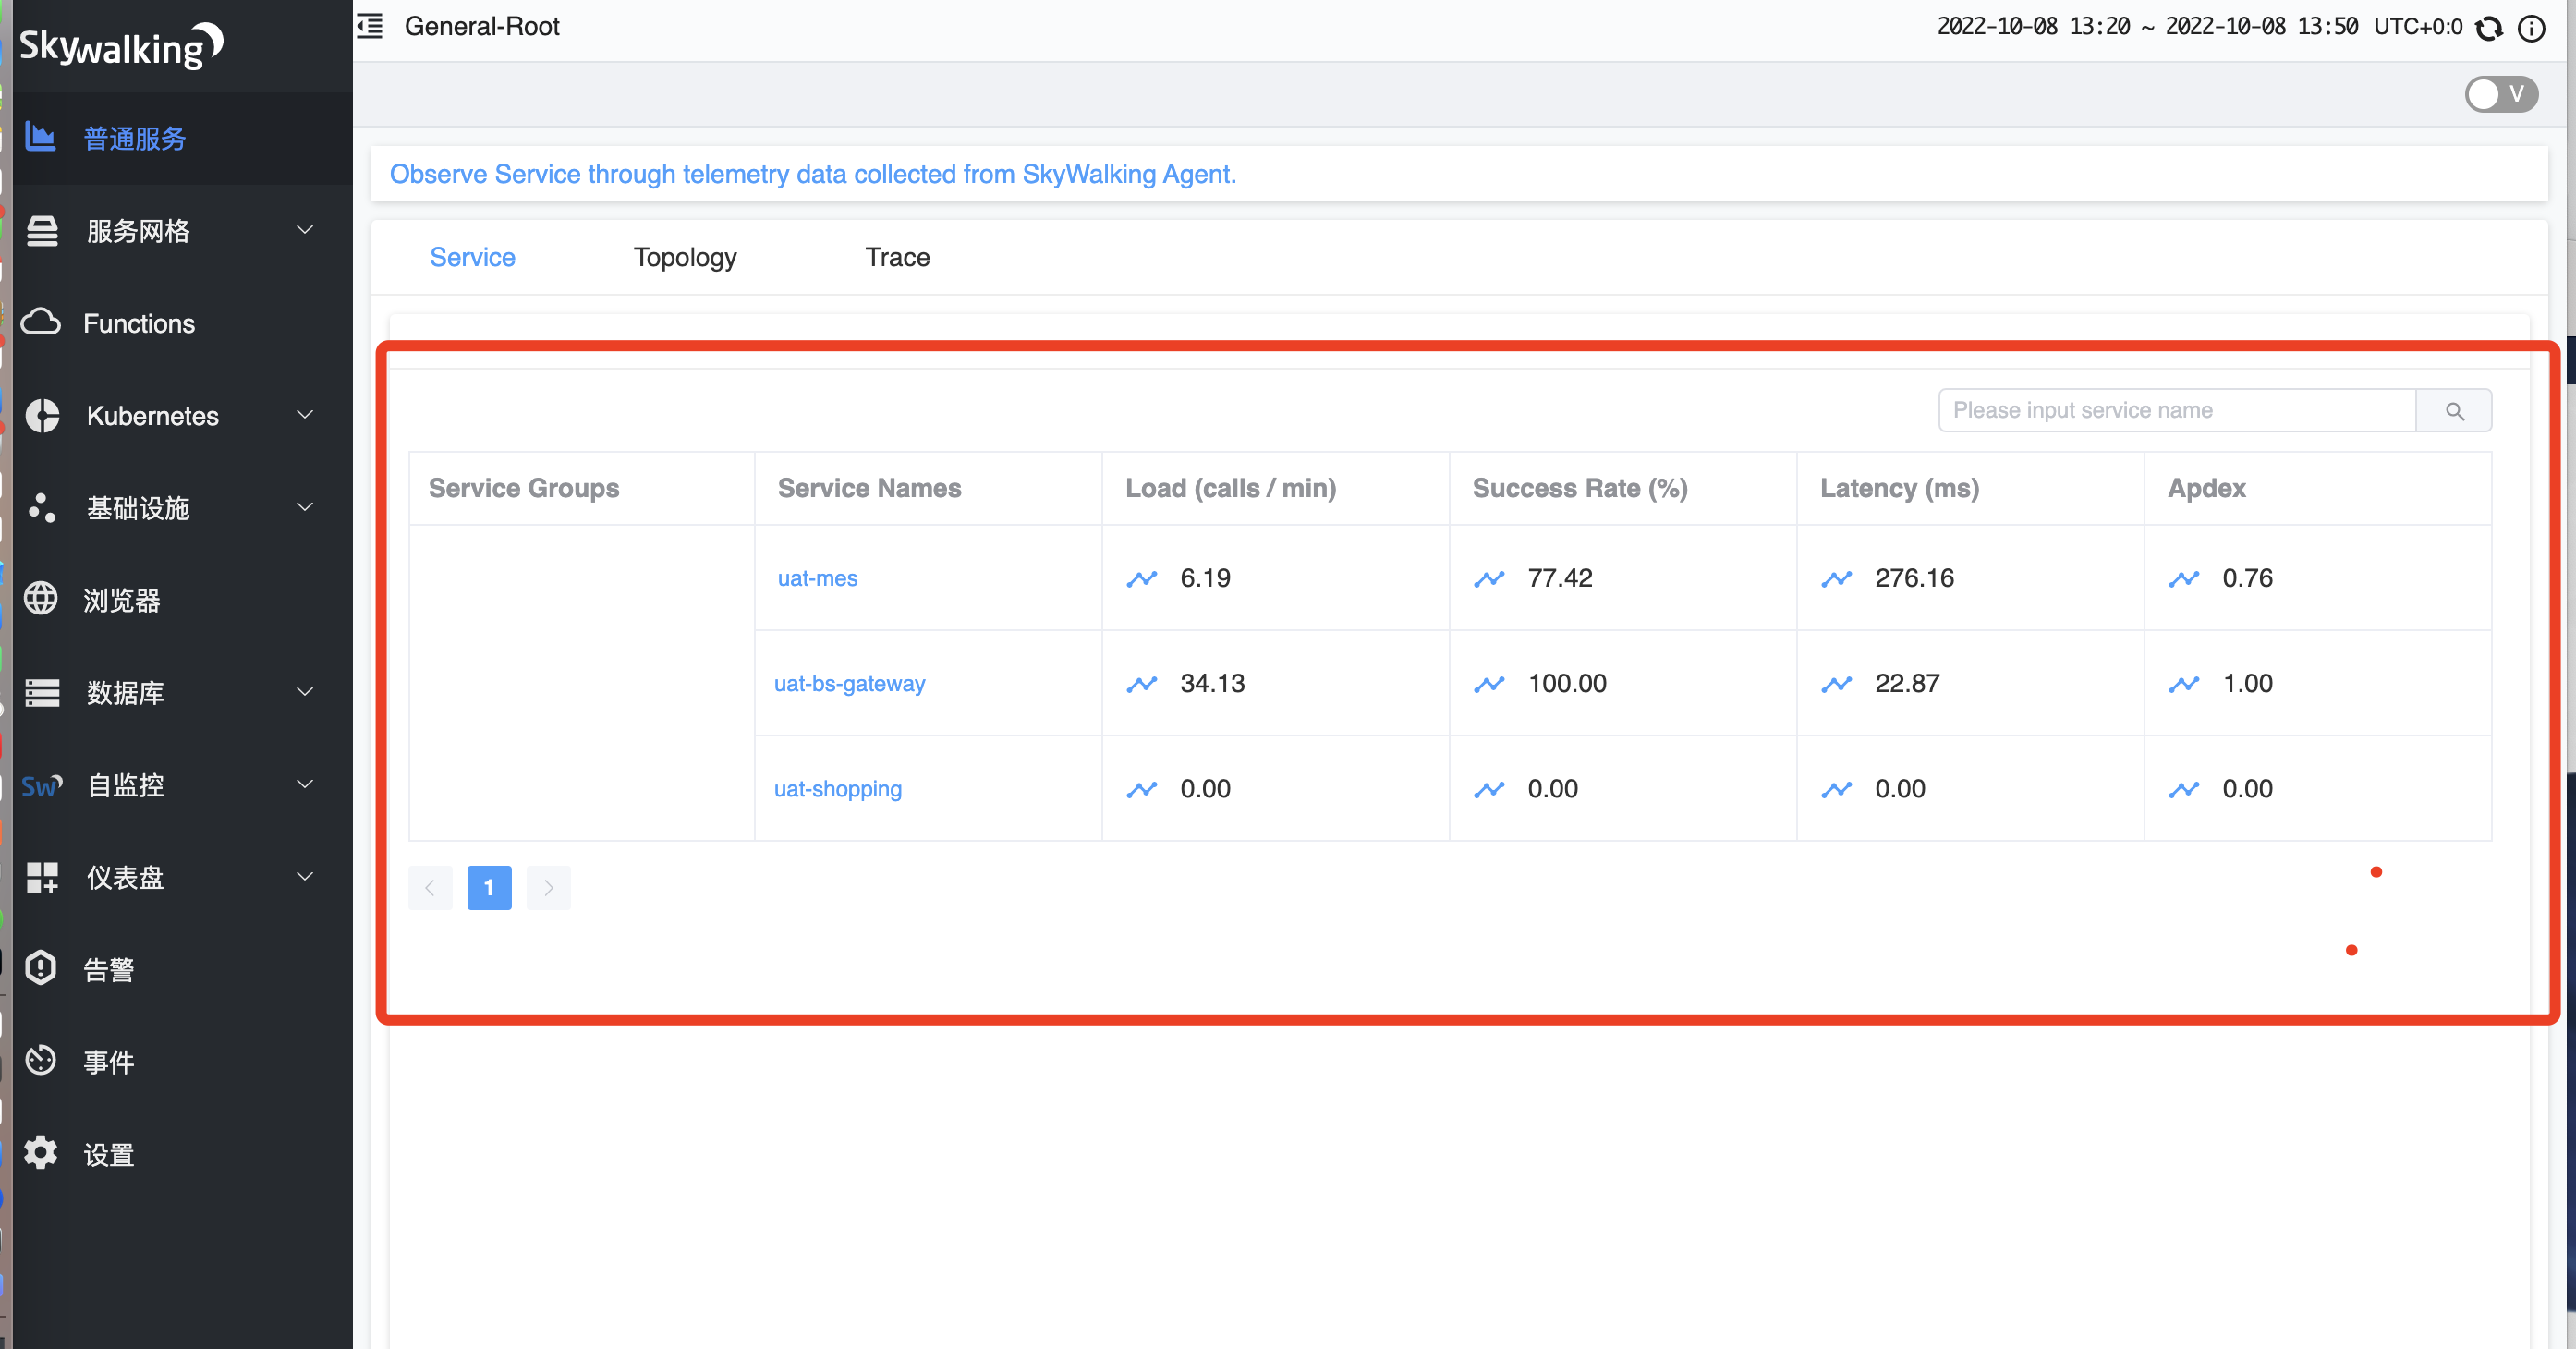 Skywalking
普通服务
服务网格
Functions
Kubernetes
基础设施
浏览器
数据库
Sw 自监控
仪表盘
告警
事件
设置
General-Root
2022-10-08 13:20 ~ 2022-10-08 13:50 UTC+0:0
V
Observe Service through telemetry data collected from SkyWalking Agent.
Service Topology Trace
Please input service name
Service Groups Service Names Load (calls / min) Success Rate (%) Latency (ms) Apdex
uat-mes 6.19 77.42 276.16 0.76
uat-bs-gateway 34.13 100.00 22.87 1.00
uat-shopping 0.00 0.00 0.00 0.00
1